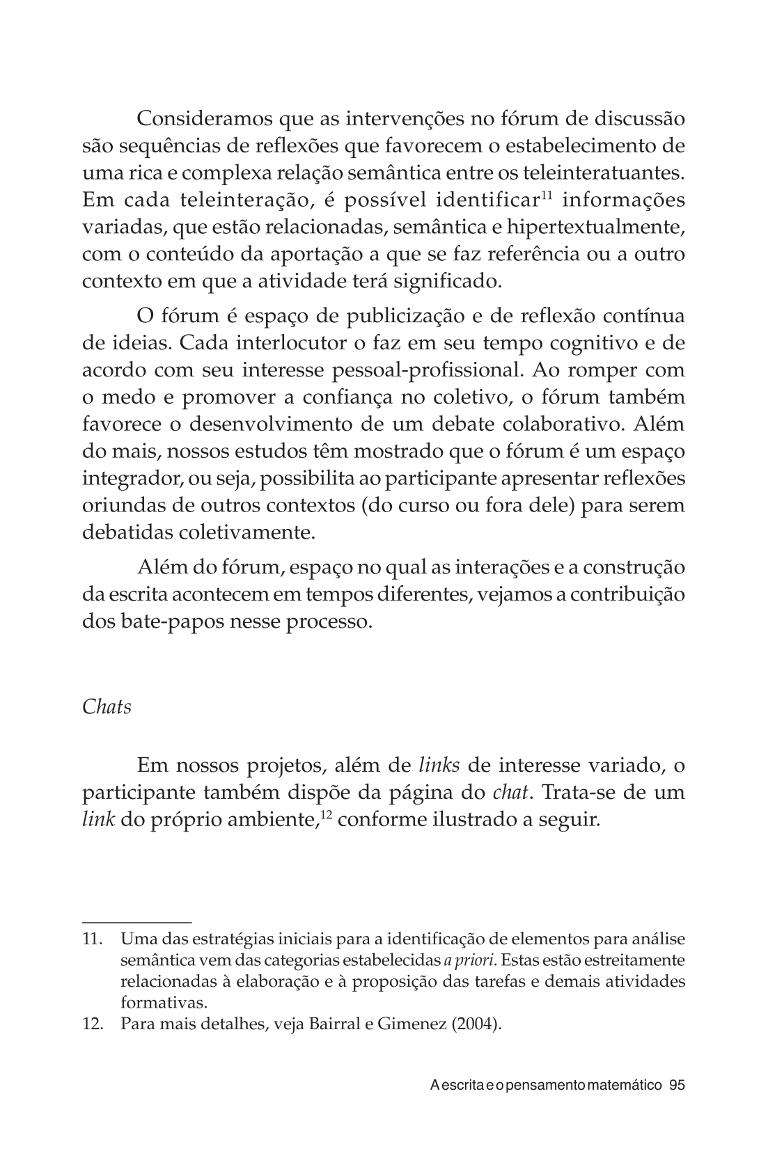 Consideramos que as intervenções no fórum de discussão
são sequências de reflexões que favorecem o estabelecimento de
uma rica e complexa relação semântica entre os teleinteratuantes.
Em cada teleinteração, é possível identificar¹¹ informações
variadas, que estão relacionadas, semântica e hipertextualmente,
com o conteúdo da aportação a que se faz referência ou a outro
contexto em que a atividade terá significado.
O fórum é espaço de publicização e de reflexão contínua
de ideias. Cada interlocutor o faz em seu tempo cognitivo e de
acordo com seu interesse pessoal-profissional. Ao romper com
o medo e promover a confiança no coletivo, o fórum também
favorece o desenvolvimento de um debate colaborativo. Além
do mais, nossos estudos têm mostrado que o fórum é um espaço
integrador, ou seja, possibilita ao participante apresentar reflexões
oriundas de outros contextos (do curso ou fora dele) para serem
debatidas coletivamente.
Além do fórum, espaço no qual as interações e a construção
da escrita acontecem em tempos diferentes, vejamos a contribuição
dos bate-papos nesse processo.
Chats
Em nossos projetos, além de links de interesse variado, o
participante também dispõe da página do chat. Trata-se de um
link do próprio ambiente,¹² conforme ilustrado a seguir.
11. Uma das estratégias iniciais para a identificação de elementos para análise
semântica vem das categorias estabelecidas a priori. Estas estão estreitamente
relacionadas à elaboração e à proposição das tarefas e demais atividades
formativas.
12. Para mais detalhes, veja Bairral e Gimenez (2004).
A escrita e o pensamento matemático 95